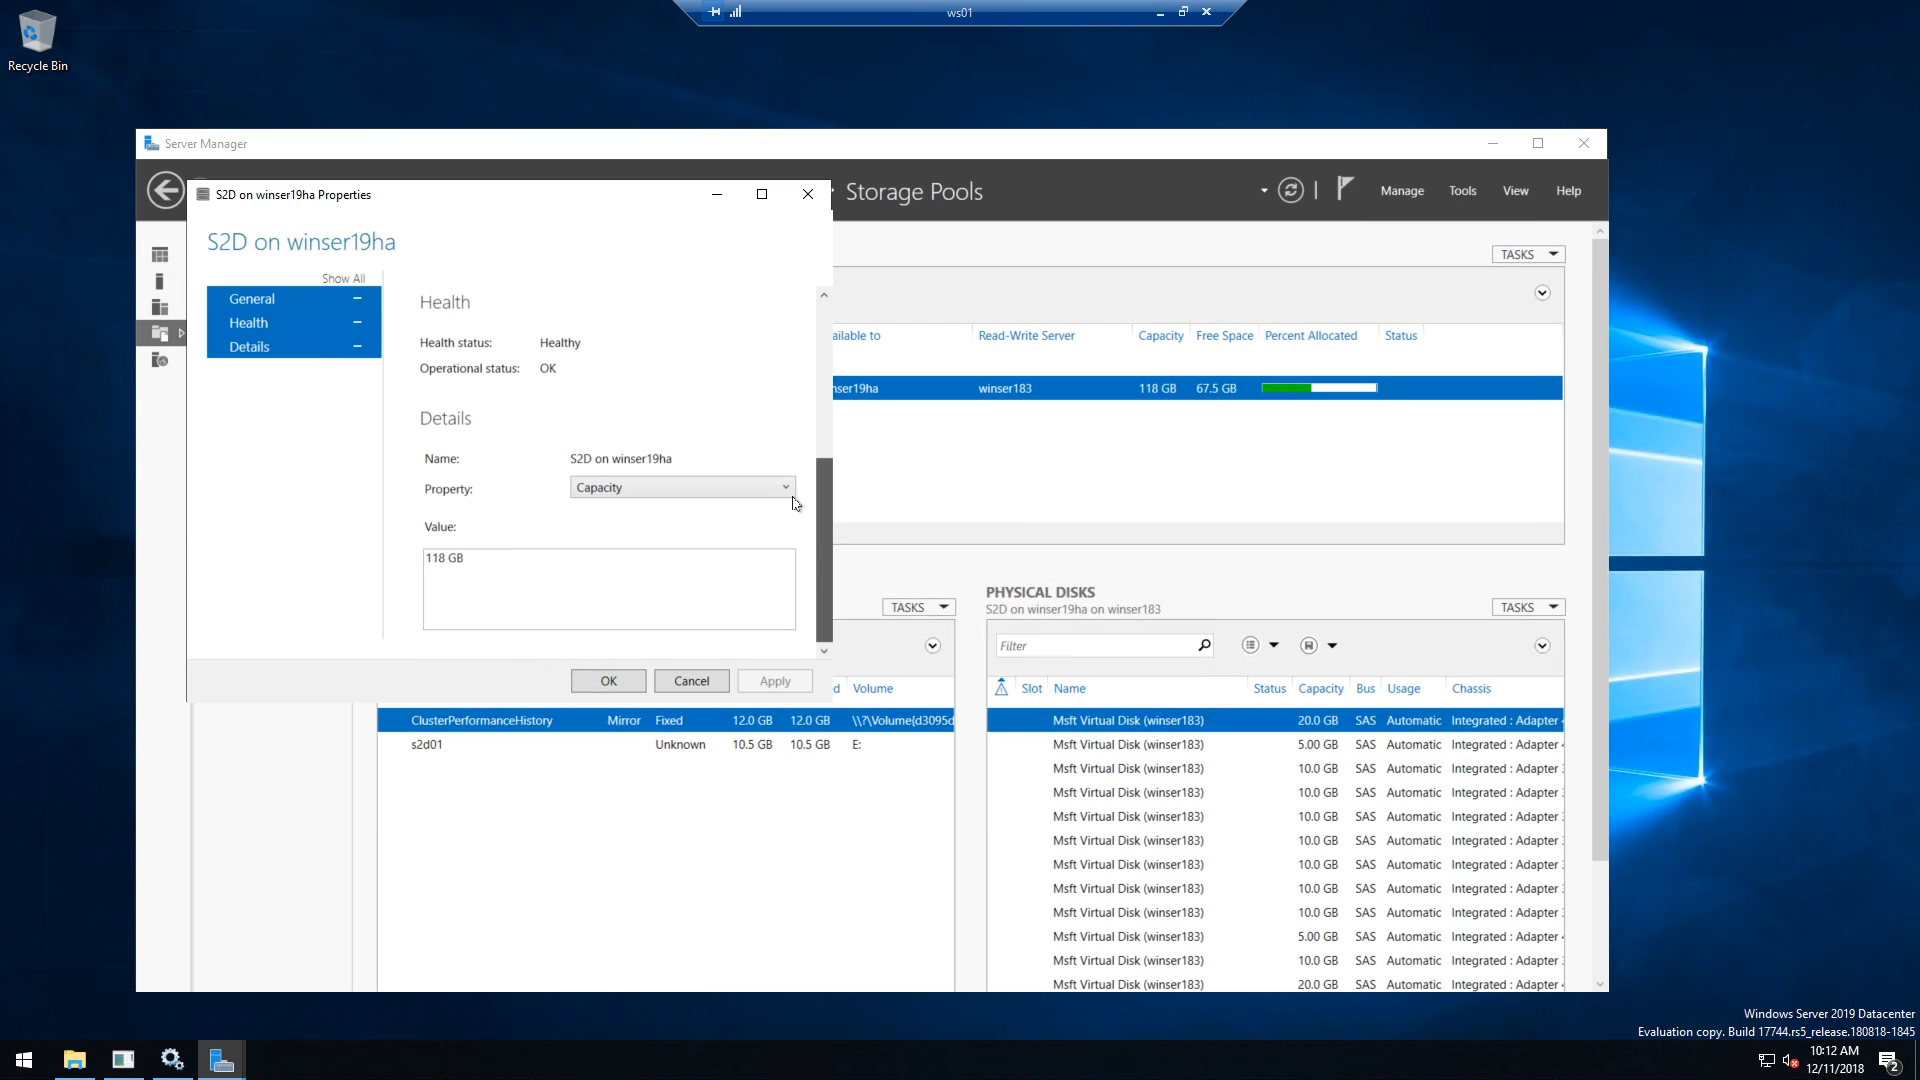 ws01
Recycle Bin
Server Manager
S2D on winser19ha Properties
Storage Pools
Manage
Tools
View
Help
S2D on winser19ha
Show All
General
Health
Details
Health
Health status: Healthy
Operational status: OK
Details
Name: S2D on winser19ha
Property: Capacity
Value:
118 GB
OK
Cancel
Apply
TASKS
ailable to Read-Write Server Capacity Free Space Percent Allocated Status
nser19ha winser183 118 GB 67.5 GB
TASKS
d Volume
ClusterPerformanceHistory Mirror Fixed 12.0 GB 12.0 GB \\?\Volume{d3095d
s2d01 Unknown 10.5 GB 10.5 GB E:
PHYSICAL DISKS
S2D on winser19ha on winser183
TASKS
Filter
Slot Name Status Capacity Bus Usage Chassis
Msft Virtual Disk (winser183) 20.0 GB SAS Automatic Integrated : Adapter
Msft Virtual Disk (winser183) 5.00 GB SAS Automatic Integrated : Adapter
Msft Virtual Disk (winser183) 10.0 GB SAS Automatic Integrated : Adapter
Msft Virtual Disk (winser183) 10.0 GB SAS Automatic Integrated : Adapter
Msft Virtual Disk (winser183) 10.0 GB SAS Automatic Integrated : Adapter
Msft Virtual Disk (winser183) 10.0 GB SAS Automatic Integrated : Adapter
Msft Virtual Disk (winser183) 10.0 GB SAS Automatic Integrated : Adapter
Msft Virtual Disk (winser183) 10.0 GB SAS Automatic Integrated : Adapter
Msft Virtual Disk (winser183) 10.0 GB SAS Automatic Integrated : Adapter
Msft Virtual Disk (winser183) 5.00 GB SAS Automatic Integrated : Adapter
Msft Virtual Disk (winser183) 10.0 GB SAS Automatic Integrated : Adapter
Msft Virtual Disk (winser183) 20.0 GB SAS Automatic Integrated : Adapter
Windows Server 2019 Datacenter
Evaluation copy. Build 17744.rs5_release.180818-1845
10:12 AM
12/11/2018
2